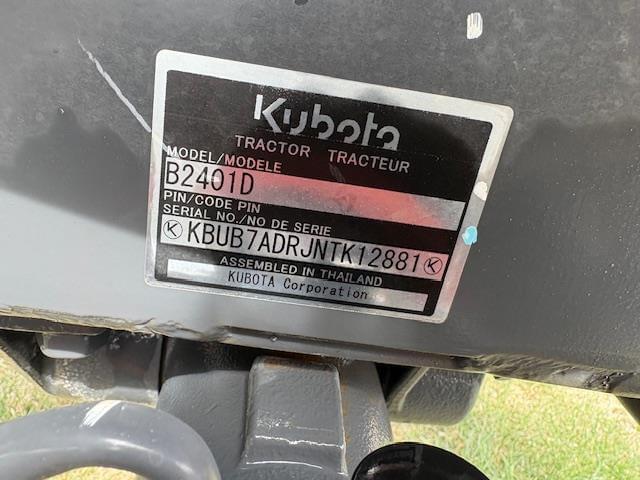 Kubota
TRACTOR TRACTEUR
MODEL/MODELE
B2401D
PIN/CODE PIN
SERIAL NO./NO DE SERIE
KBUB7ADRJNTK12881
ASSEMBLED IN THAILAND
KUBOTA Corporation